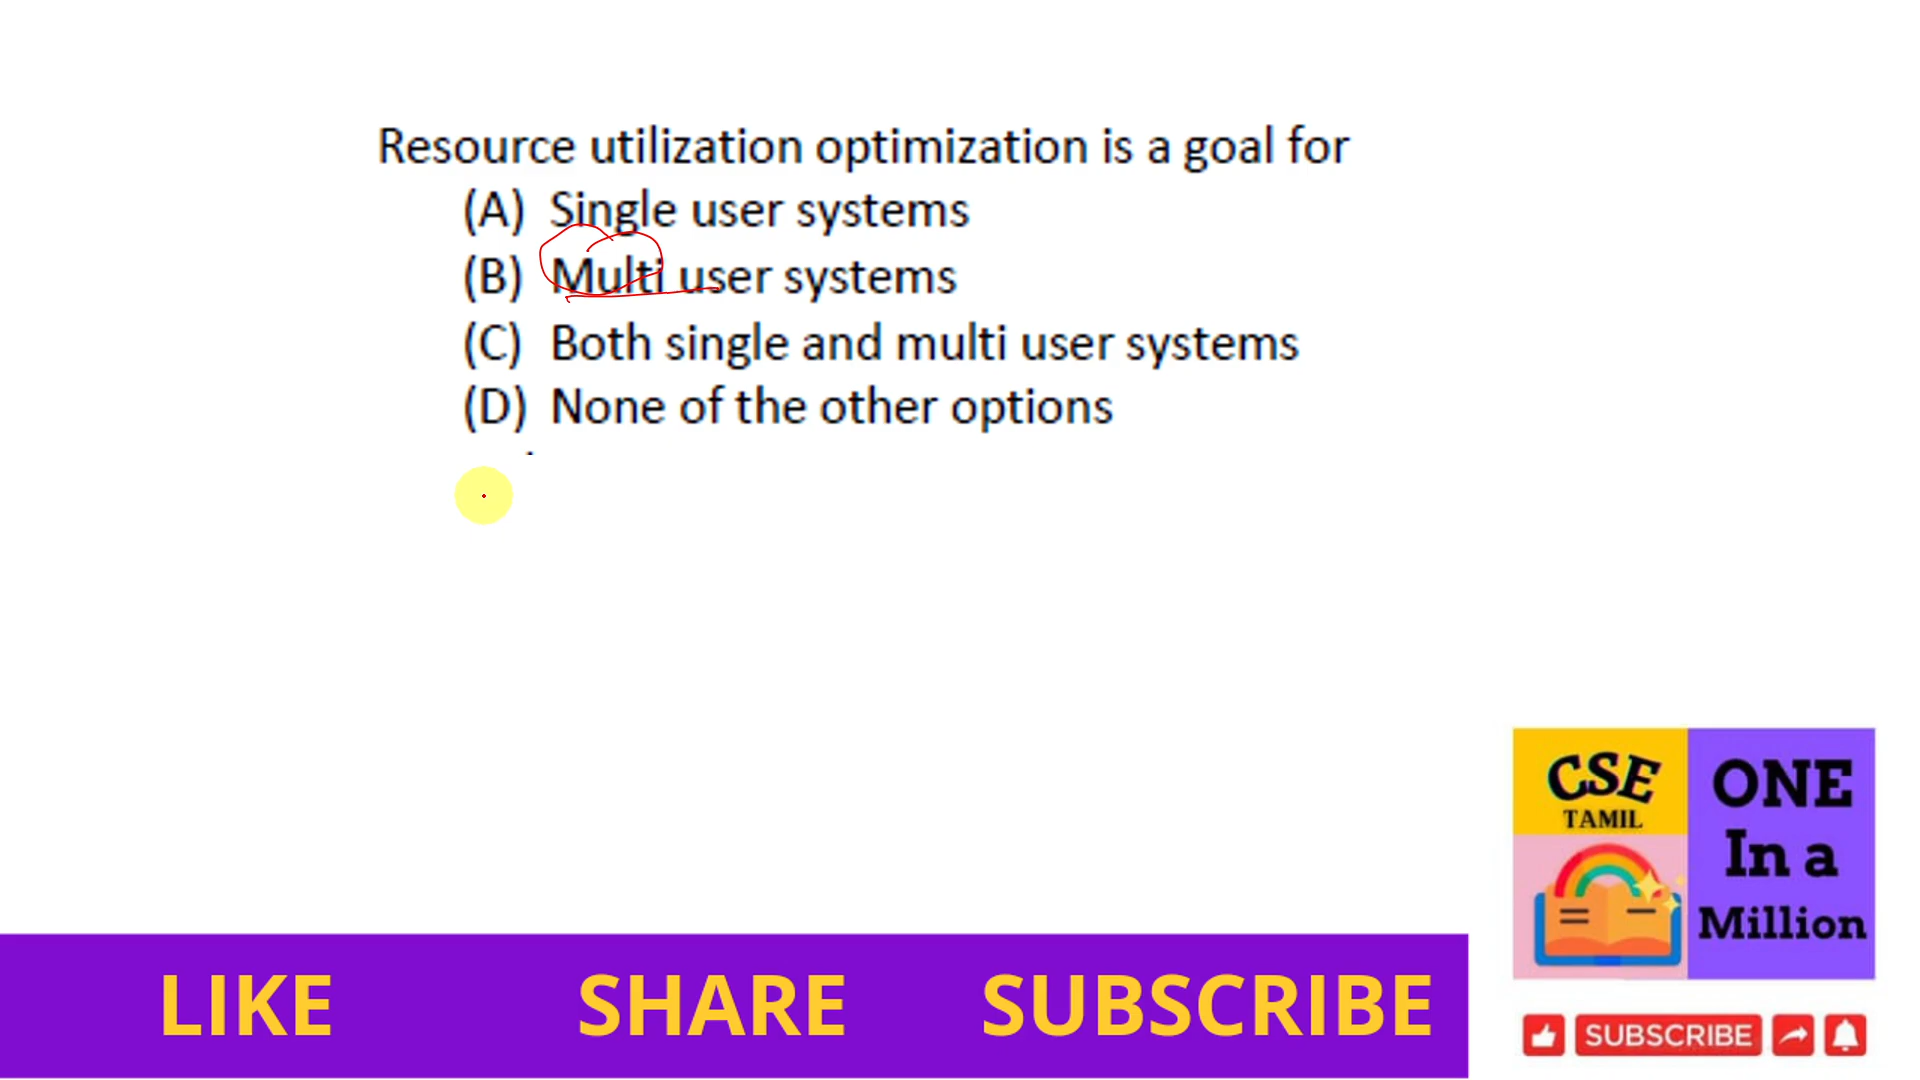 Resource utilization optimization is a goal for
(A) Single user systems
(B) Multi user systems
(C) Both single and multi user systems
(D) None of the other options
CSE
TAMIL
ONE
In a
Million
LIKE SHARE SUBSCRIBE
SUBSCRIBE